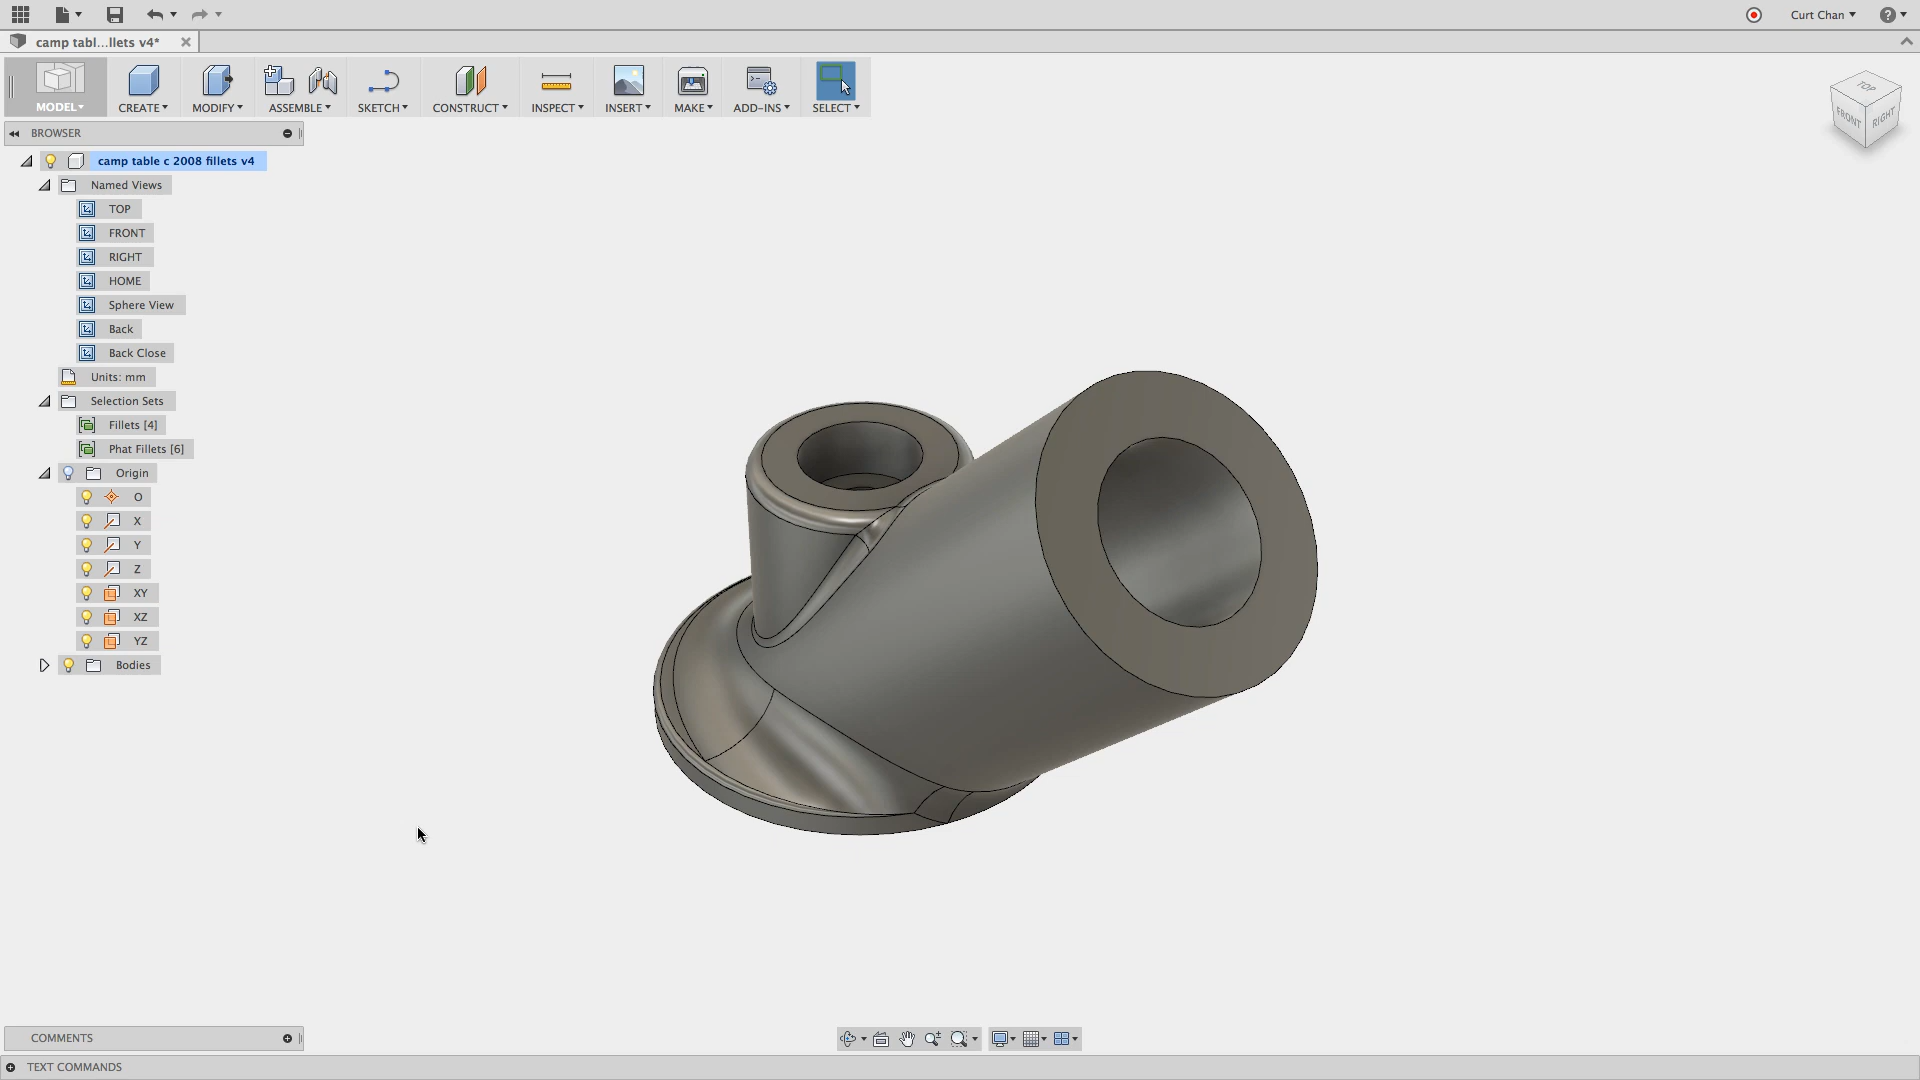 Curt Chan
camp tabl...llets v4*
MODEL
CREATE
MODIFY
ASSEMBLE
SKETCH
CONSTRUCT
INSPECT
INSERT
MAKE
ADD-INS
SELECT
TOP
FRONT
RIGHT
BROWSER
camp table c 2008 fillets v4
Named Views
TOP
FRONT
RIGHT
HOME
Sphere View
Back
Back Close
Units: mm
Selection Sets
Fillets [4]
Phat Fillets [6]
Origin
O
X
Y
Z
XY
XZ
YZ
Bodies
COMMENTS
TEXT COMMANDS